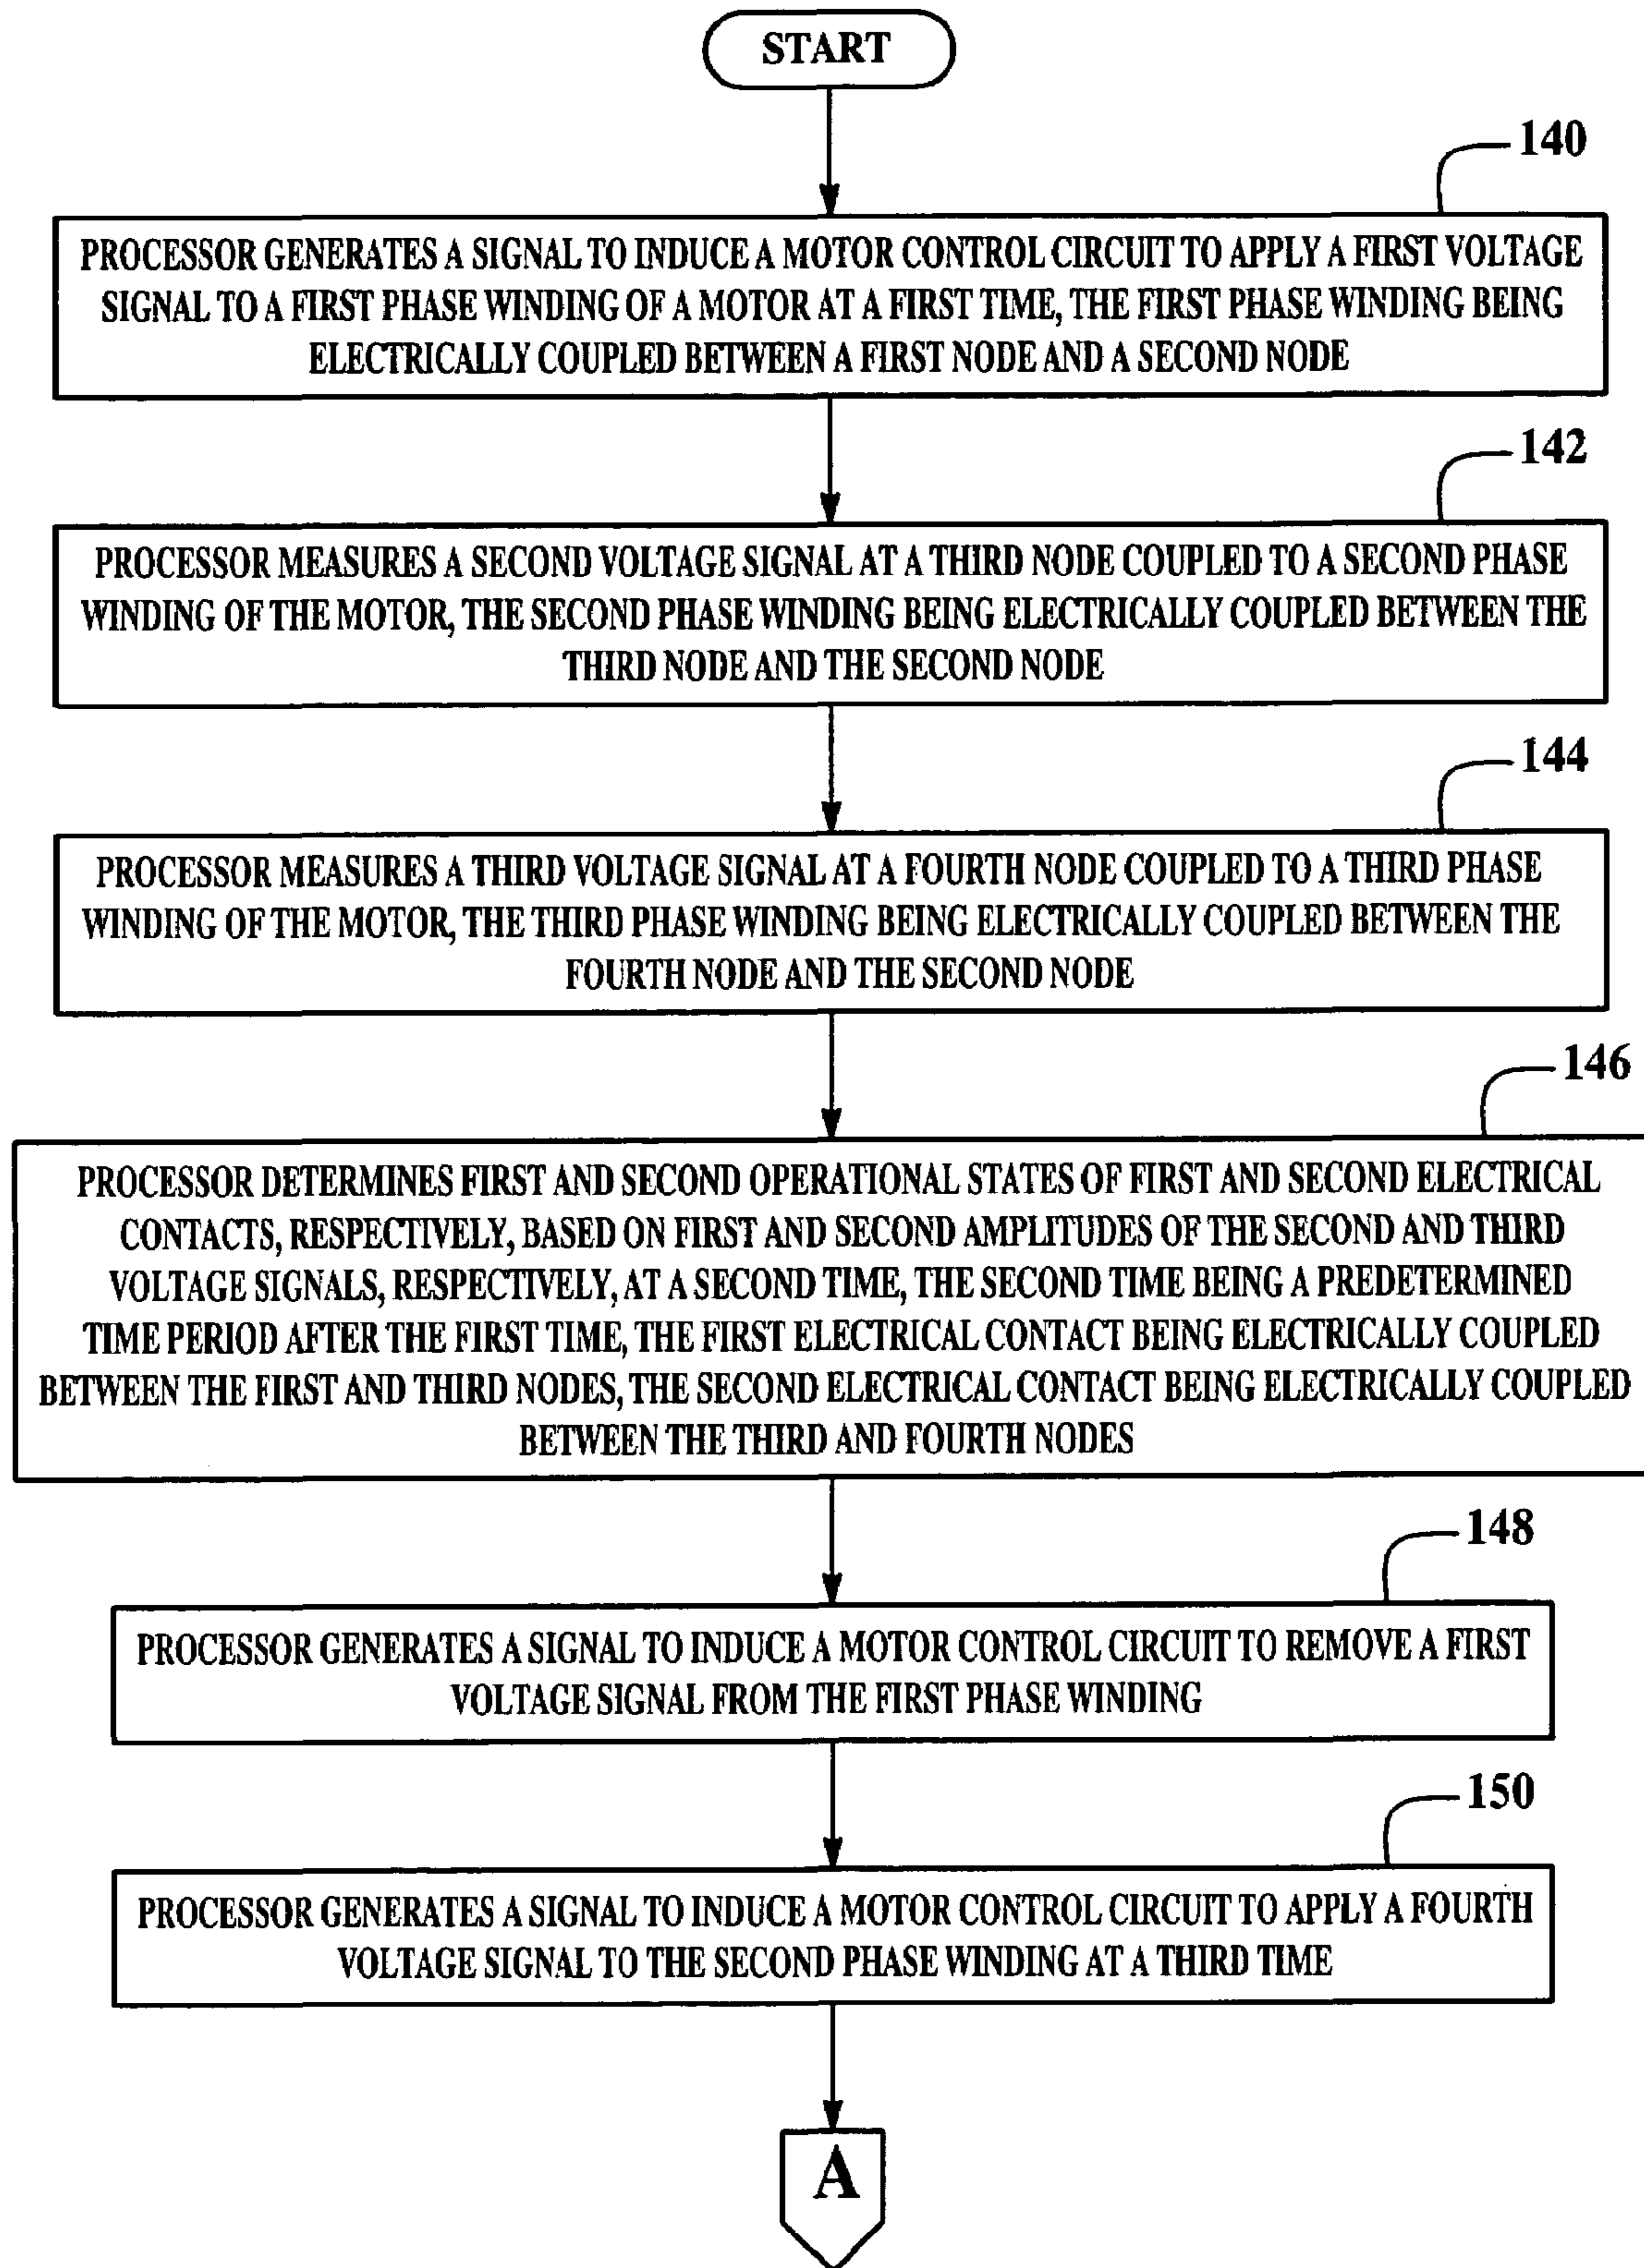 START
140
PROCESSOR GENERATES A SIGNAL TO INDUCE A MOTOR CONTROL CIRCUIT TO APPLY A FIRST VOLTAGE
SIGNAL TO A FIRST PHASE WINDING OF A MOTOR AT A FIRST TIME, THE FIRST PHASE WINDING BEING
ELECTRICALLY COUPLED BETWEEN A FIRST NODE AND A SECOND NODE
142
PROCESSOR MEASURES A SECOND VOLTAGE SIGNAL AT A THIRD NODE COUPLED TO A SECOND PHASE
WINDING OF THE MOTOR, THE SECOND PHASE WINDING BEING ELECTRICALLY COUPLED BETWEEN THE
THIRD NODE AND THE SECOND NODE
144
PROCESSOR MEASURES A THIRD VOLTAGE SIGNAL AT A FOURTH NODE COUPLED TO A THIRD PHASE
WINDING OF THE MOTOR, THE THIRD PHASE WINDING BEING ELECTRICALLY COUPLED BETWEEN THE
FOURTH NODE AND THE SECOND NODE
146
PROCESSOR DETERMINES FIRST AND SECOND OPERATIONAL STATES OF FIRST AND SECOND ELECTRICAL
CONTACTS, RESPECTIVELY, BASED ON FIRST AND SECOND AMPLITUDES OF THE SECOND AND THIRD
VOLTAGE SIGNALS, RESPECTIVELY, AT A SECOND TIME, THE SECOND TIME BEING A PREDETERMINED
TIME PERIOD AFTER THE FIRST TIME, THE FIRST ELECTRICAL CONTACT BEING ELECTRICALLY COUPLED
BETWEEN THE FIRST AND THIRD NODES, THE SECOND ELECTRICAL CONTACT BEING ELECTRICALLY COUPLED
BETWEEN THE THIRD AND FOURTH NODES
148
PROCESSOR GENERATES A SIGNAL TO INDUCE A MOTOR CONTROL CIRCUIT TO REMOVE A FIRST
VOLTAGE SIGNAL FROM THE FIRST PHASE WINDING
150
PROCESSOR GENERATES A SIGNAL TO INDUCE A MOTOR CONTROL CIRCUIT TO APPLY A FOURTH
VOLTAGE SIGNAL TO THE SECOND PHASE WINDING AT A THIRD TIME
A